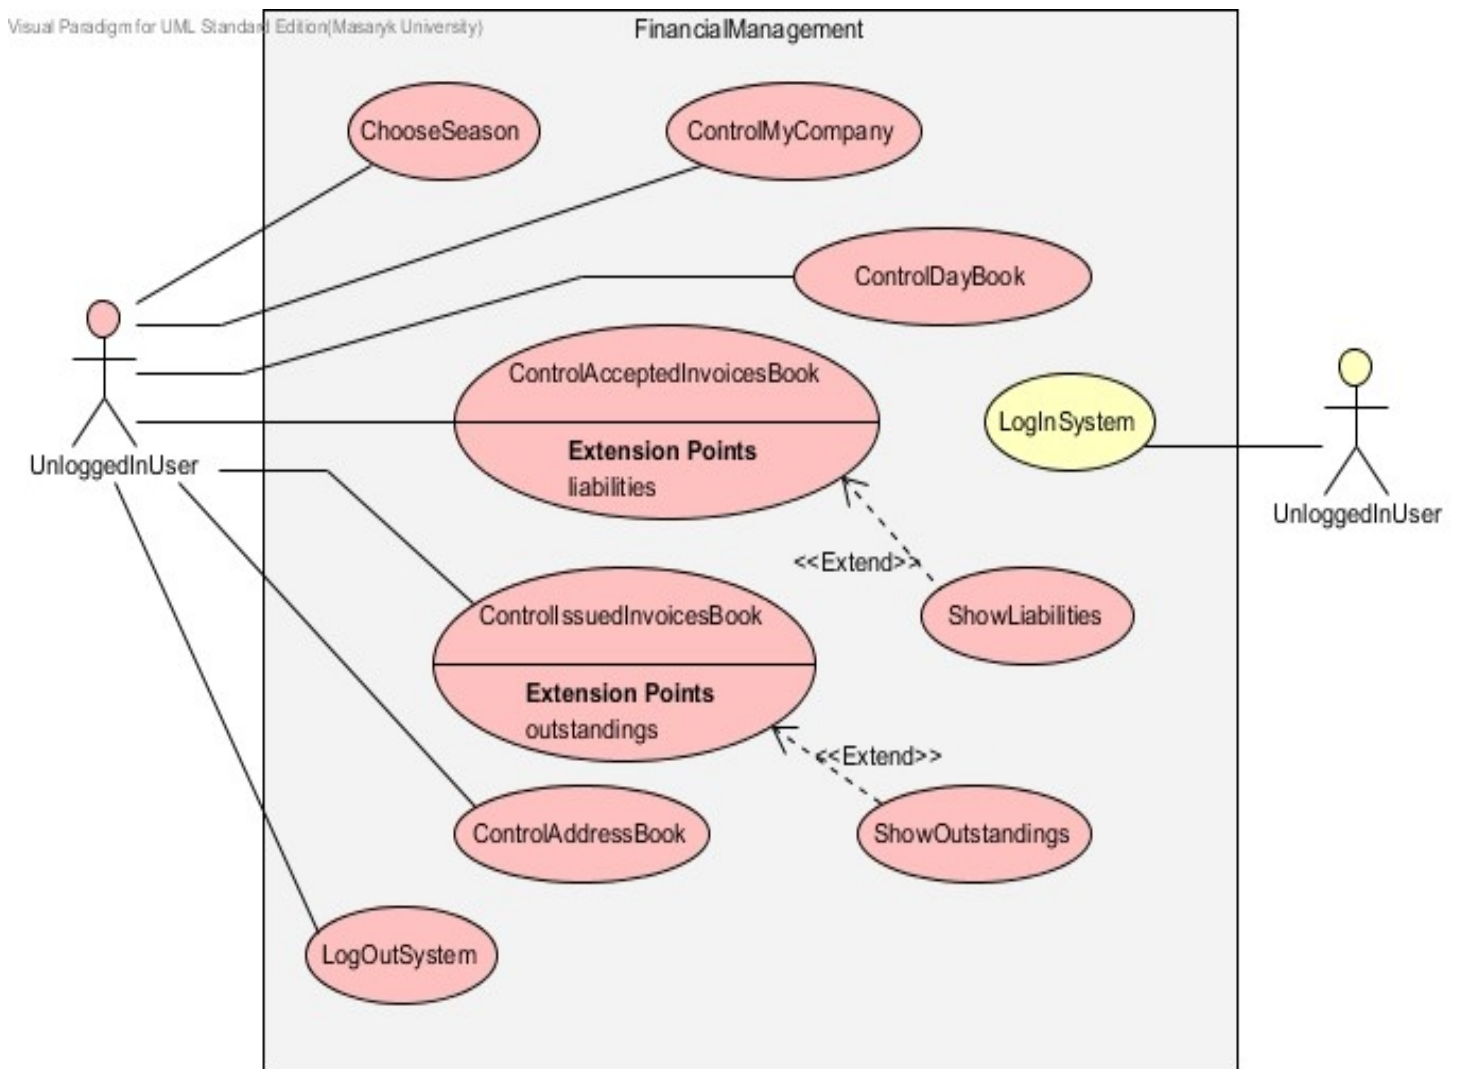 Visual Paradigm for UML Standard Edition(Masaryk University)
FinancialManagement
ChooseSeason
ControlMyCompany
ControlDayBook
ControlAcceptedInvoicesBook
Extension Points
liabilities
LogInSystem
UnloggedInUser
UnloggedInUser
<<Extend>>
ControlIssuedInvoicesBook
ShowLiabilities
Extension Points
outstandings
<<Extend>>
ControlAddressBook
ShowOutstandings
LogOutSystem